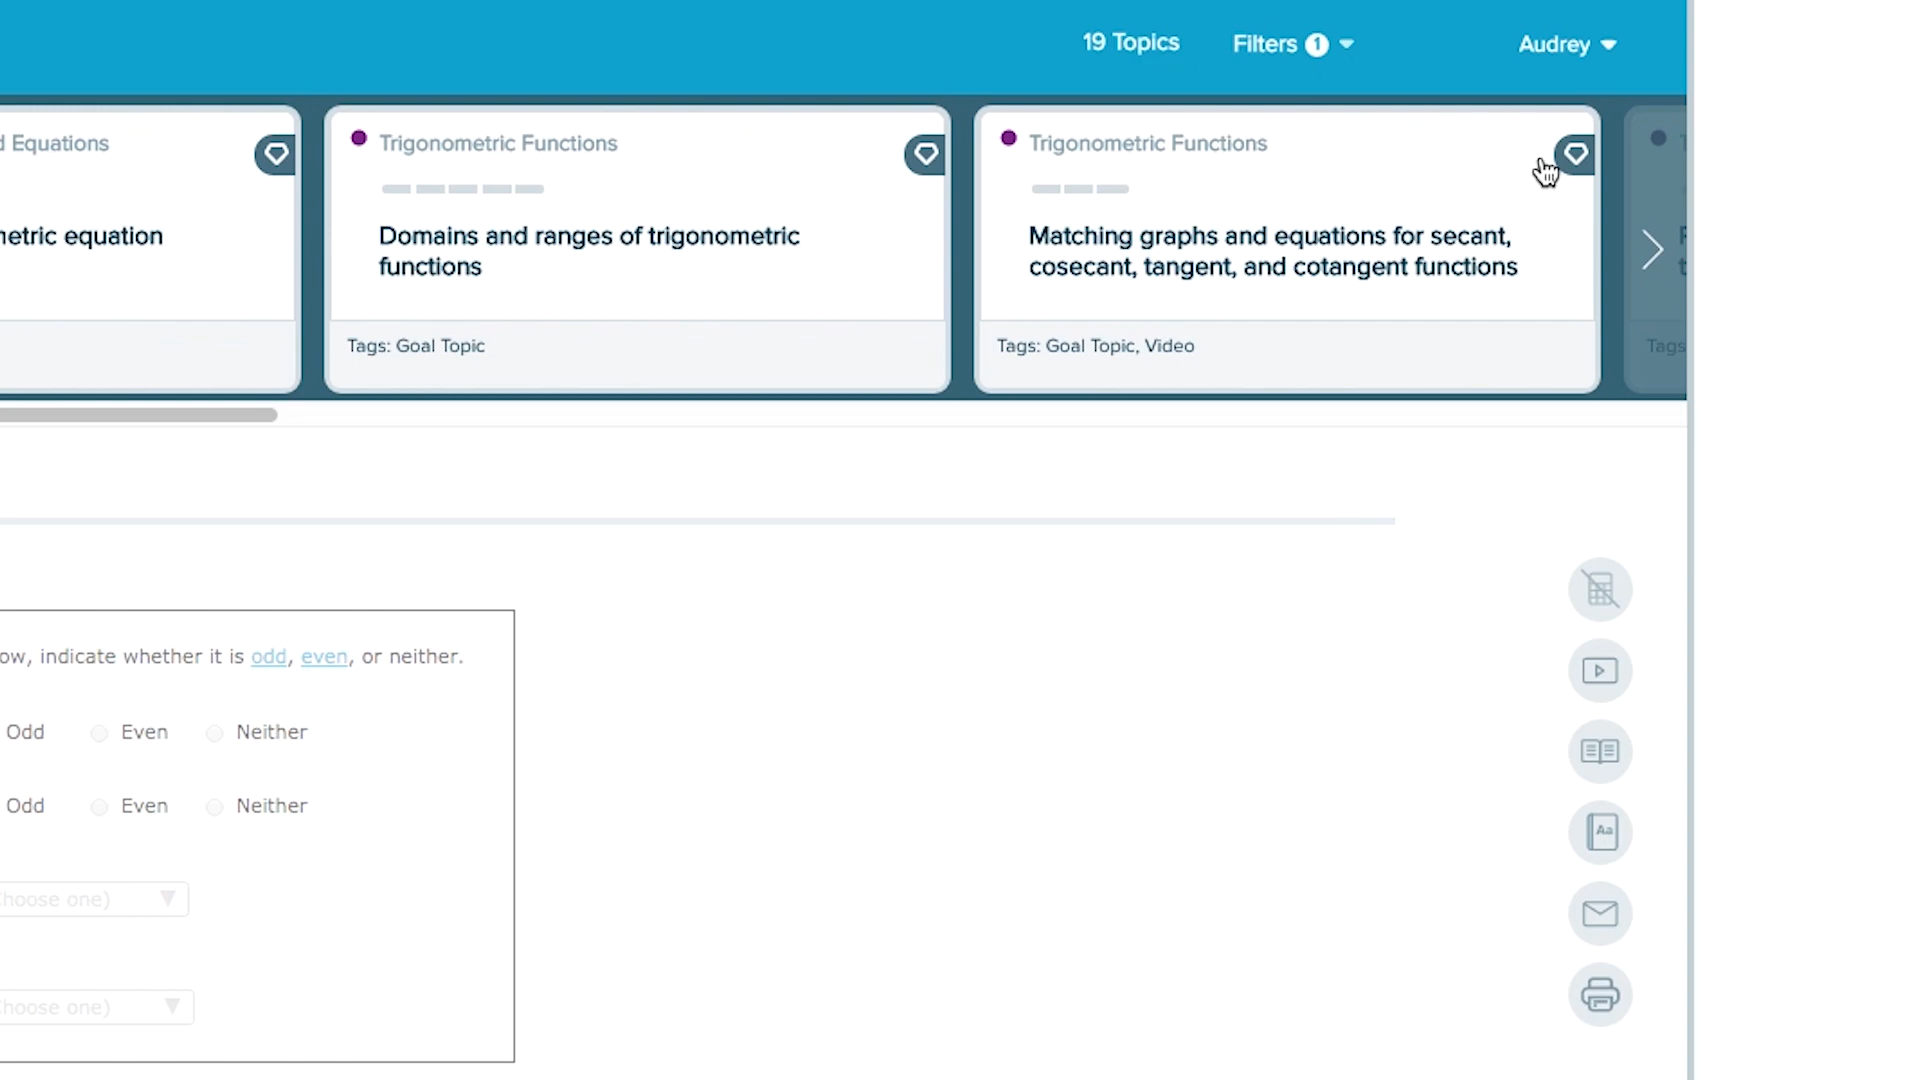 19 Topics
Filters 1
Audrey
d Equations
Trigonometric Functions
Trigonometric Functions
netric equation
Domains and ranges of trigonometric
functions
Matching graphs and equations for secant,
cosecant, tangent, and cotangent functions
Tags: Goal Topic
Tags: Goal Topic, Video
Tags
ow, indicate whether it is odd, even, or neither.
Odd Even Neither
Odd Even Neither
hoose one)
hoose one)
Aa